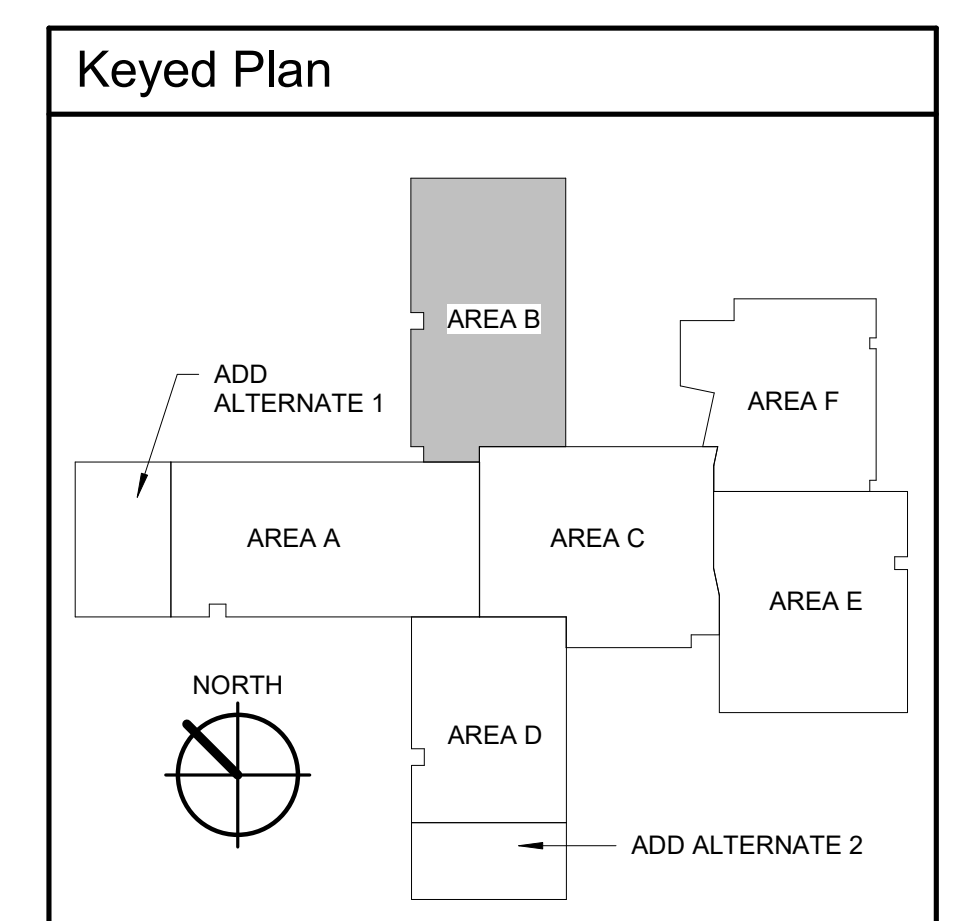 Keyed Plan
AREA B
ADD
ALTERNATE 1
AREA F
AREA A
AREA C
AREA E
NORTH
AREA D
ADD ALTERNATE 2